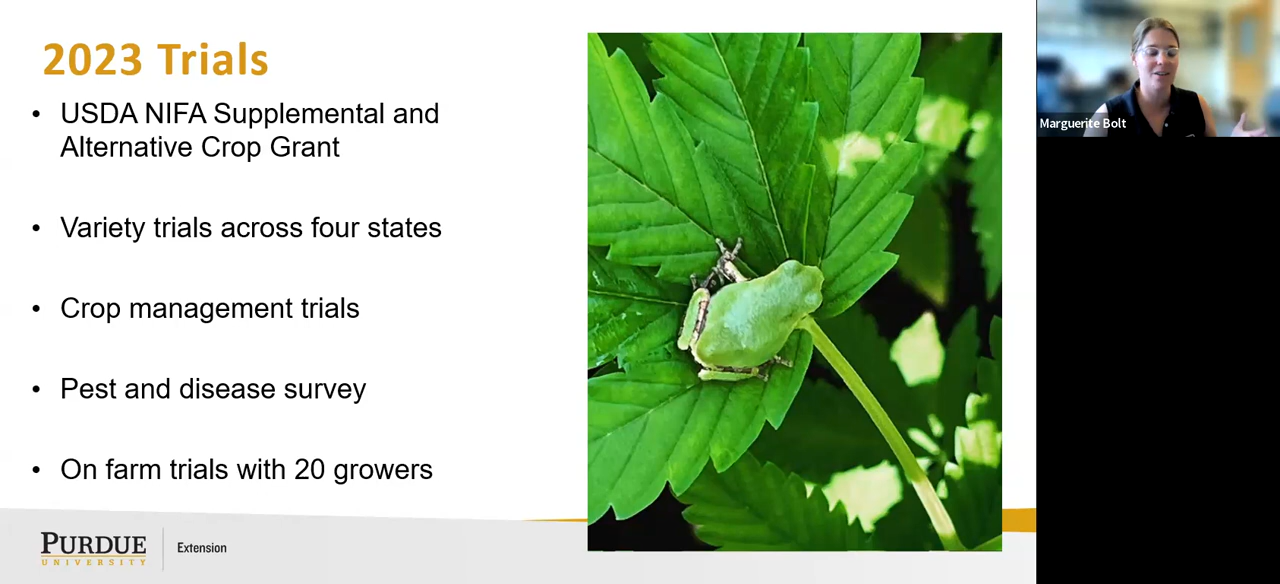 2023 Trials
• USDA NIFA Supplemental and
Alternative Crop Grant
• Variety trials across four states
• Crop management trials
• Pest and disease survey
• On farm trials with 20 growers
PURDUE
UNIVERSITY
Extension
Marguerite Bolt